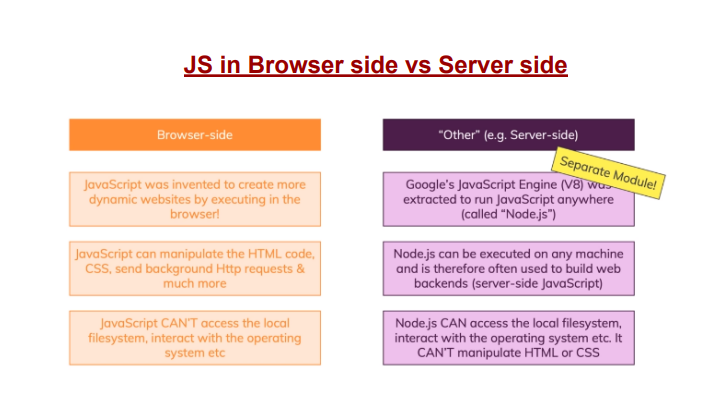 JS in Browser side vs Server side
Browser-side
JavaScript was invented to create more
dynamic websites by executing in the
browser!
JavaScript can manipulate the HTML code,
CSS, send background Http requests &
much more
JavaScript CAN'T access the local
filesystem, interact with the operating
system etc
"Other" (e.g. Server-side)
Separate Module!
Google's JavaScript Engine (V8) was
extracted to run JavaScript anywhere
(called "Node.js")
Node.js can be executed on any machine
and is therefore often used to build web
backends (server-side JavaScript)
Node.js CAN access the local filesystem,
interact with the operating system etc. It
CAN'T manipulate HTML or CSS